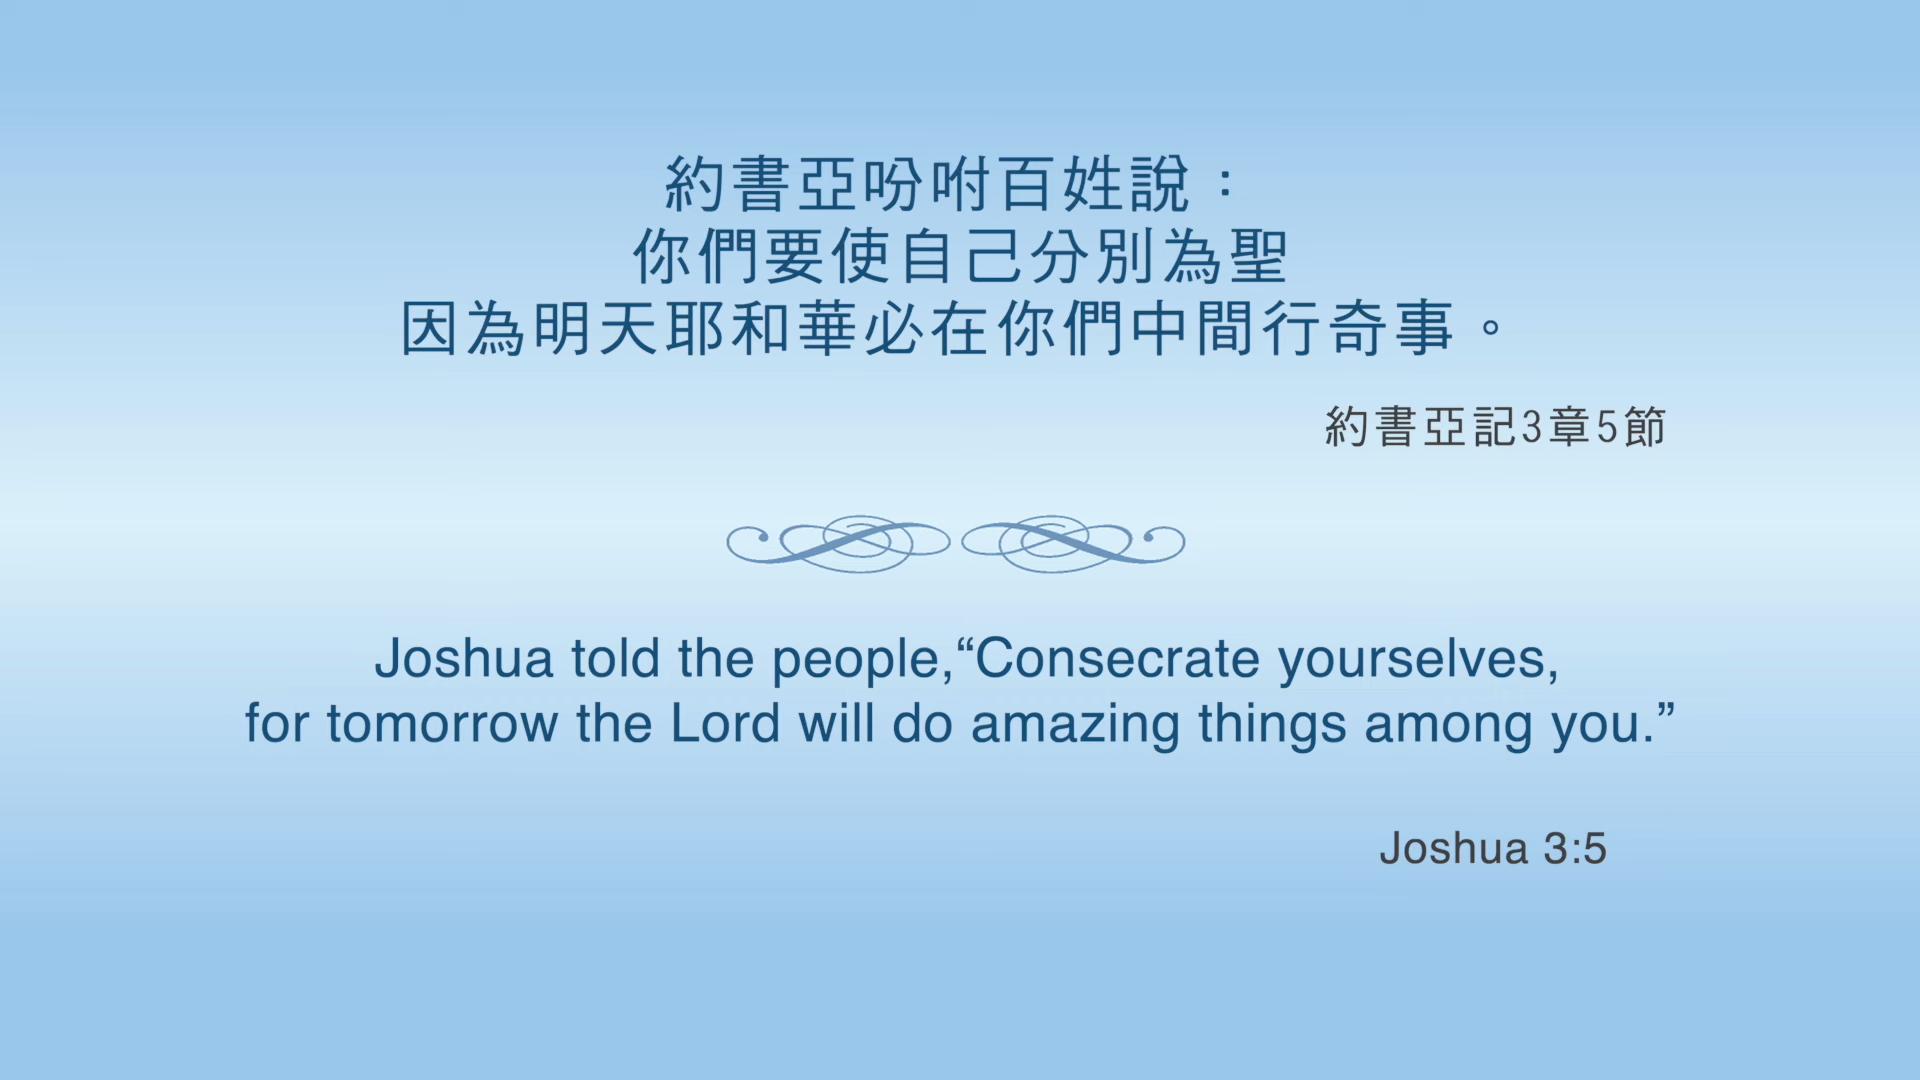 約書亞吩咐百姓說：
你們要使自己分別為聖
因為明天耶和華必在你們中間行奇事。
約書亞記3章5節
Joshua told the people,“Consecrate yourselves,
for tomorrow the Lord will do amazing things among you.”
Joshua 3:5